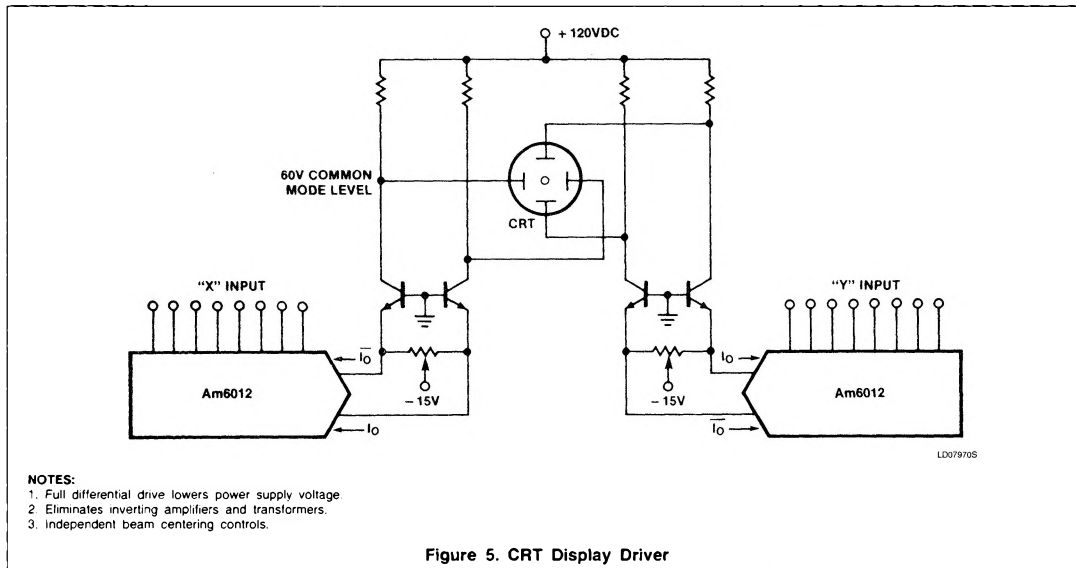 + 120VDC
60V COMMON
MODE LEVEL
CRT
"X" INPUT
"Y" INPUT
Am6012
I̅O̅
IO
– 15V
– 15V
IO
I̅O̅
Am6012
LD07970S
NOTES:
1. Full differential drive lowers power supply voltage.
2. Eliminates inverting amplifiers and transformers.
3. Independent beam centering controls.
Figure 5. CRT Display Driver